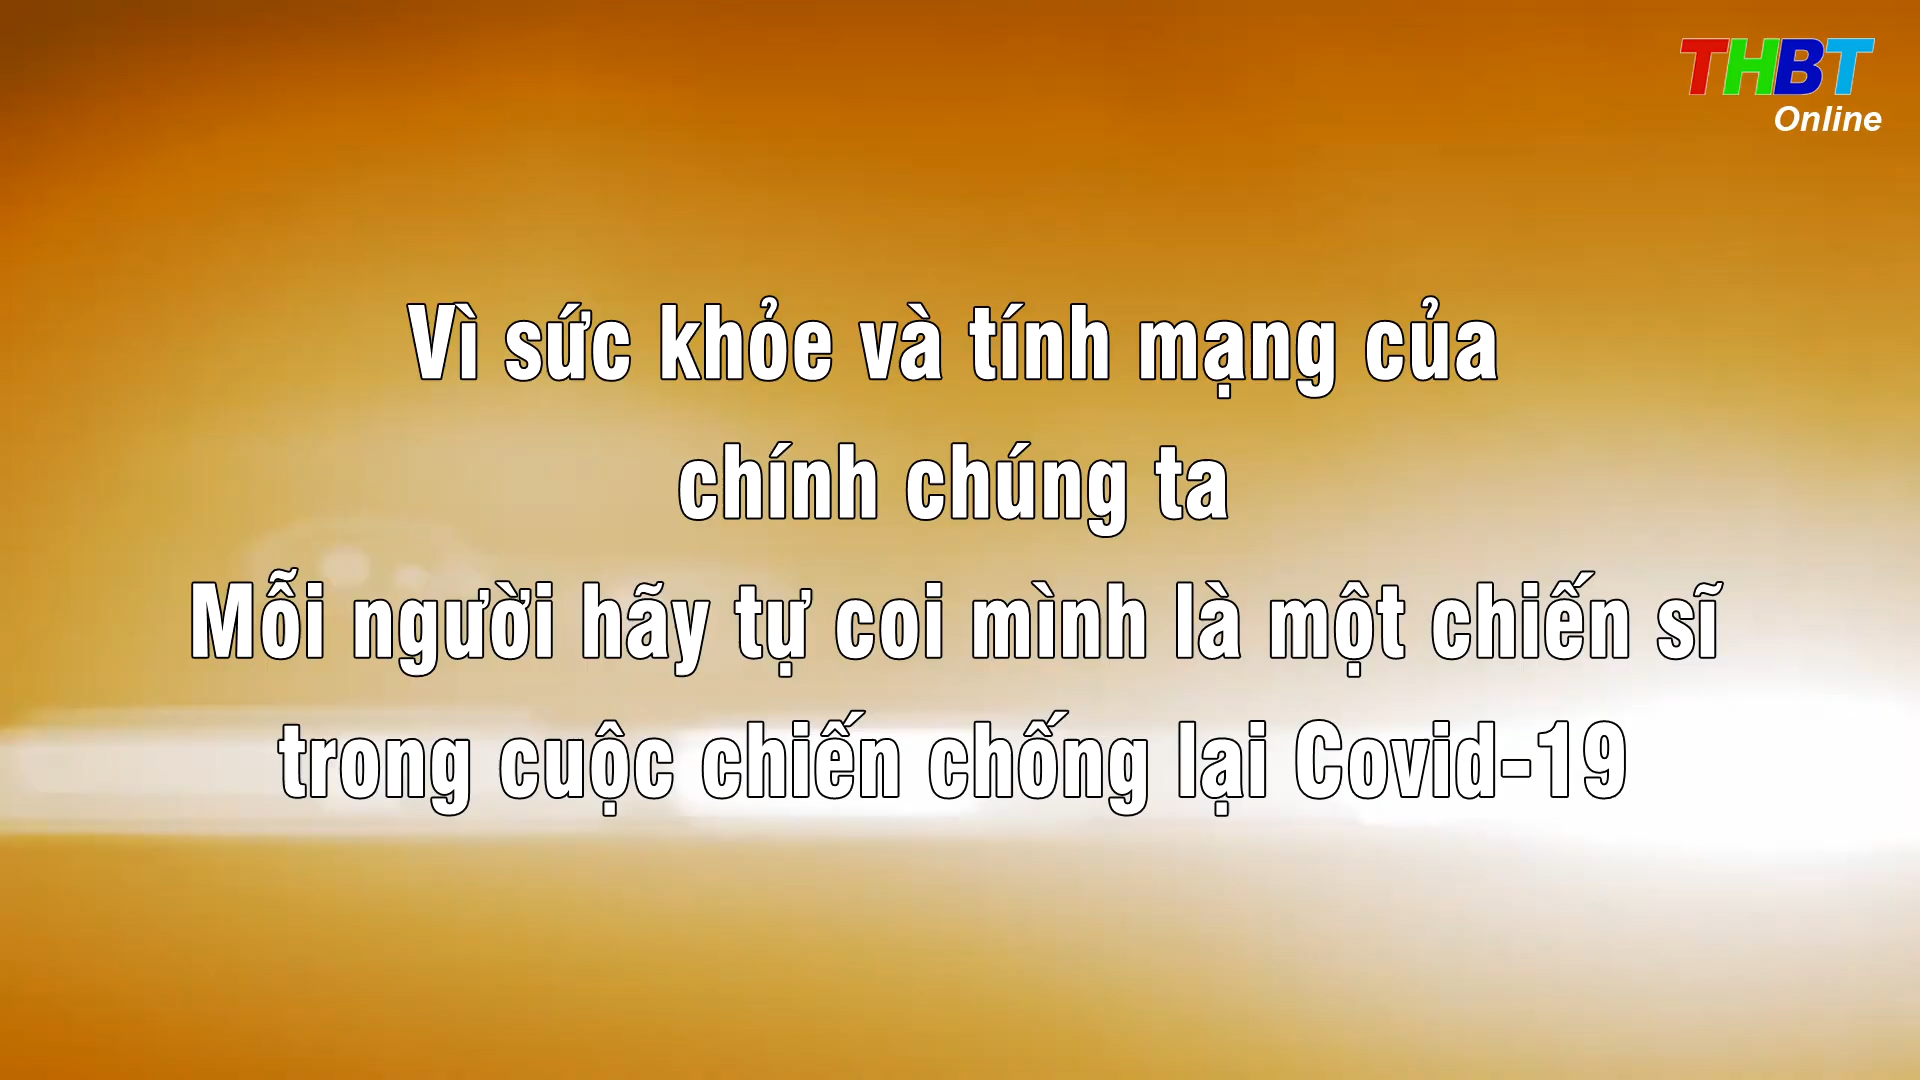 THBT
Online
Vì sức khỏe và tính mạng của
chính chúng ta
Mỗi người hãy tự coi mình là một chiến sĩ
trong cuộc chiến chống lại Covid-19